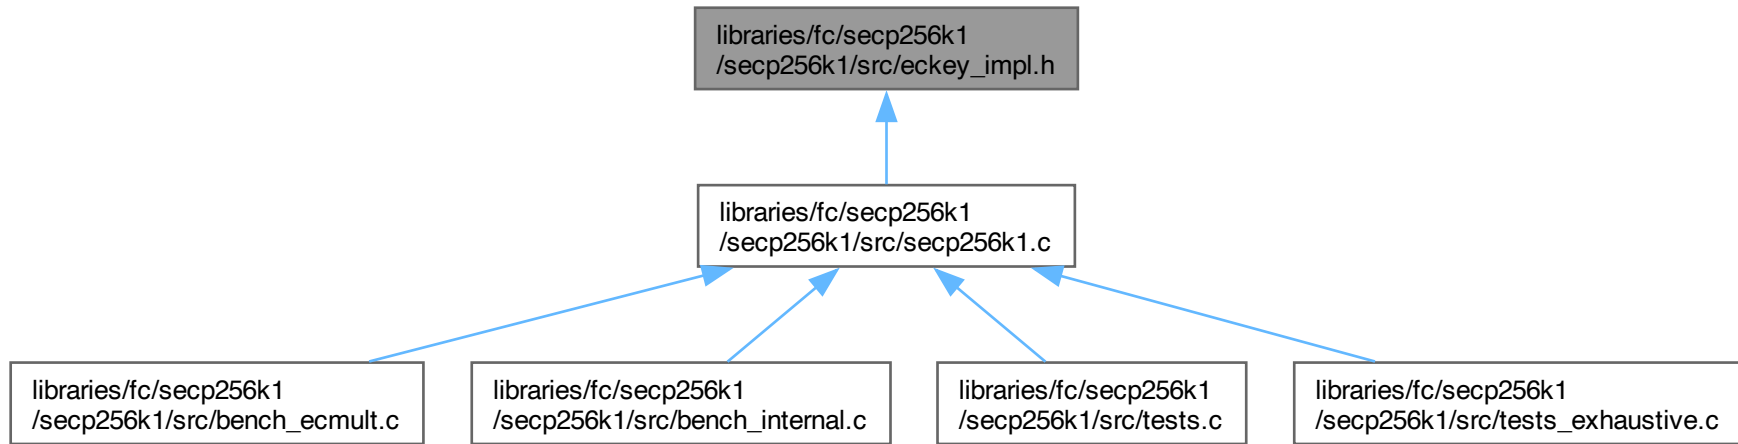 libraries/fc/secp256k1
/secp256k1/src/eckey_impl.h
libraries/fc/secp256k1
/secp256k1/src/secp256k1.c
libraries/fc/secp256k1
/secp256k1/src/bench_ecmult.c
libraries/fc/secp256k1
/secp256k1/src/bench_internal.c
libraries/fc/secp256k1
/secp256k1/src/tests.c
libraries/fc/secp256k1
/secp256k1/src/tests_exhaustive.c